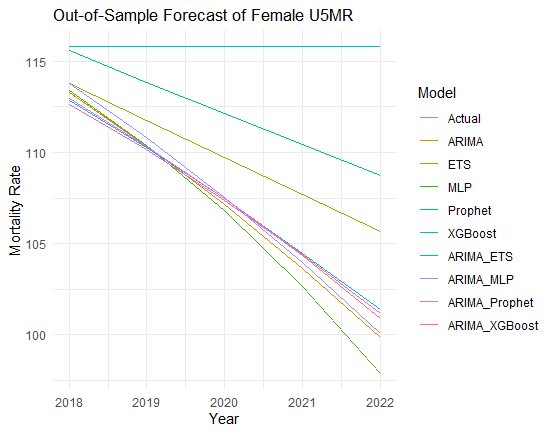 Out-of-Sample Forecast of Female U5MR
Mortality Rate
115
110
105
100
2018
2019
2020
2021
2022
Year
Model
Actual
ARIMA
ETS
MLP
Prophet
XGBoost
ARIMA_ETS
ARIMA_MLP
ARIMA_Prophet
ARIMA_XGBoost